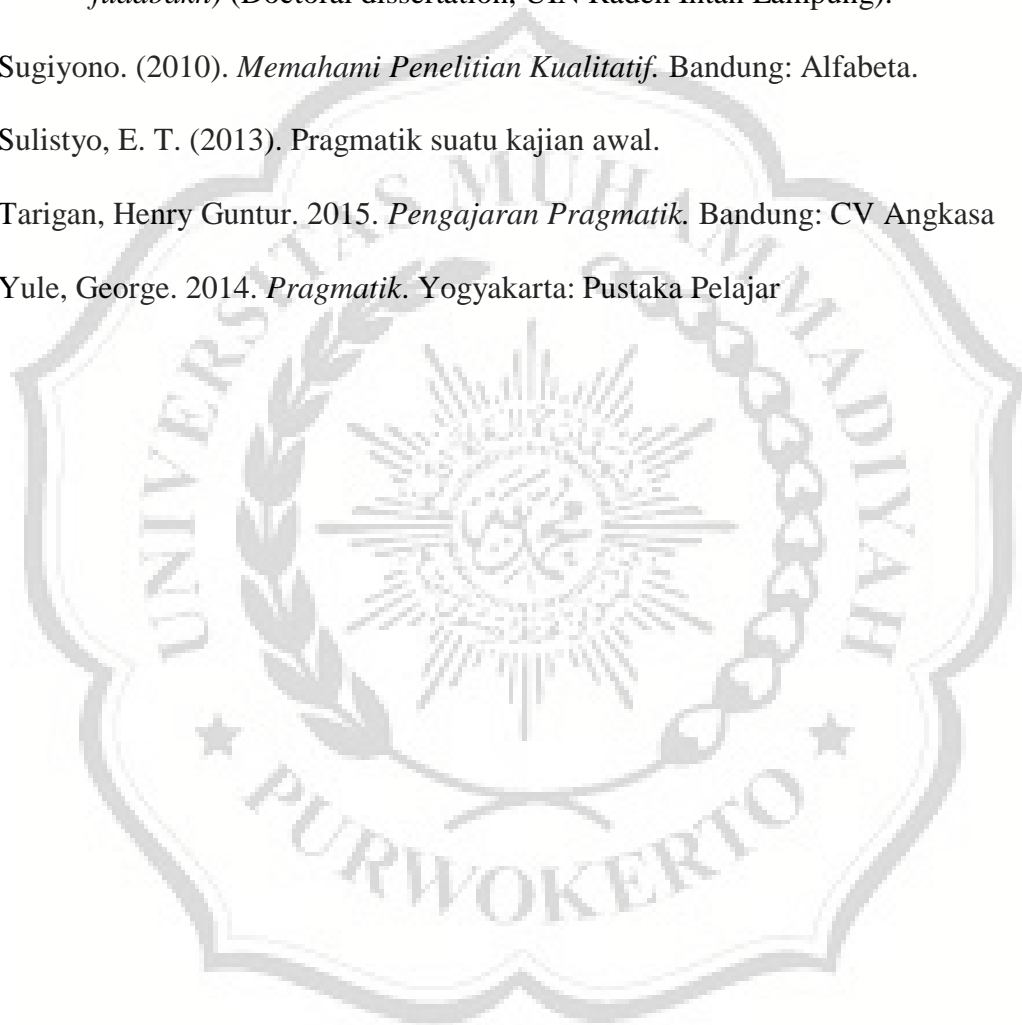 (Doctoral dissertation, UIN Raden Intan Lampung).
Sugiyono. (2010). Memahami Penelitian Kualitatif. Bandung: Alfabeta.
Sulistyo, E. T. (2013). Pragmatik suatu kajian awal.
Tarigan, Henry Guntur. 2015. Pengajaran Pragmatik. Bandung: CV Angkasa
Yule, George. 2014. Pragmatik. Yogyakarta: Pustaka Pelajar
UNIVERSITAS MUHAMMADIYAH
PURWOKERTO